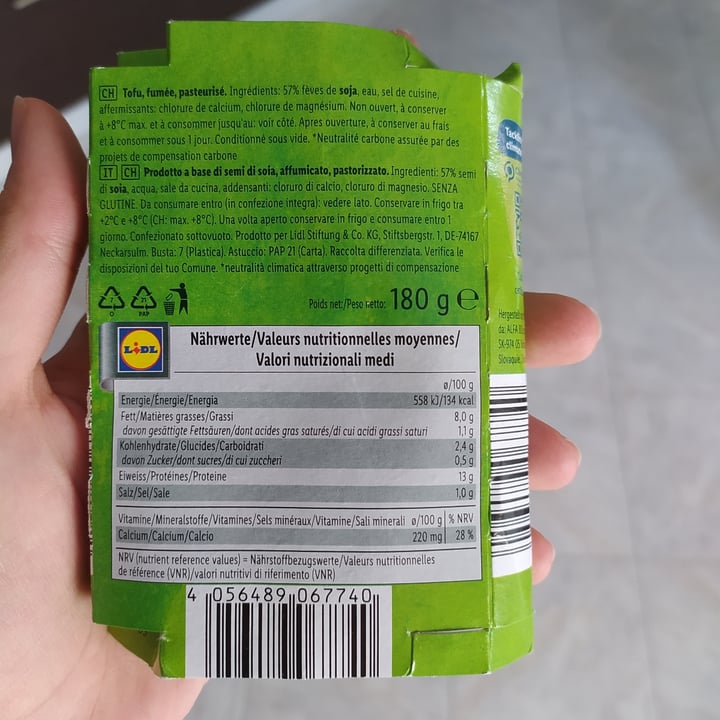 CH Tofu, fumée, pasteurisé. Ingrédients: 57% fèves de soja, eau, sel de cuisine,
affermissants: chlorure de calcium, chlorure de magnésium. Non ouvert, à conserver
à +8°C max. et à consommer jusqu'au: voir côté. Apres ouverture, à conserver au frais
et à consommer sous 1 jour. Conditionné sous vide. *Neutralité carbone assurée par des
projets de compensation carbone
IT CH Prodotto a base di semi di soia, affumicato, pastorizzato. Ingredienti: 57% semi
di soia, acqua, sale da cucina, addensanti: cloruro di calcio, cloruro di magnesio. SENZA
GLUTINE. Da consumare entro (in confezione integra): vedere lato. Conservare in frigo tra
+2°C e +8°C (CH: max. +8°C). Una volta aperto conservare in frigo e consumare entro 1
giorno. Confezionato sottovuoto. Prodotto per Lidl Stiftung & Co. KG, Stiftsbergstr. 1, DE-74167
Neckarsulm. Busta: 7 (Plastica). Astuccio: PAP 21 (Carta). Raccolta differenziata. Verifica le
disposizioni del tuo Comune. *neutralità climatica attraverso progetti di compensazione
7
21
PAP
Poids net:/Peso netto: 180 g e
LIDL
Nährwerte/Valeurs nutritionnelles moyennes/
Valori nutrizionali medi
ø/100 g
Energie/Énergie/Energia 558 kJ/134 kcal
Fett/Matières grasses/Grassi 8,0 g
davon gesättigte Fettsäuren/dont acides gras saturés/di cui acidi grassi saturi 1,1 g
Kohlenhydrate/Glucides/Carboidrati 2,4 g
davon Zucker/dont sucres/di cui zuccheri 0,5 g
Eiweiss/Protéines/Proteine 13 g
Salz/Sel/Sale 1,0 g
Vitamine/Mineralstoffe/Vitamines/Sels minéraux/Vitamine/Sali minerali ø/100 g % NRV
Calcium/Calcium/Calcio 220 mg 28 %
NRV (nutrient reference values) = Nährstoffbezugswerte/Valeurs nutritionnelles
de référence (VNR)/valori nutritivi di riferimento (VNR)
4 056489 067740
da: ALFA
SK-974 05